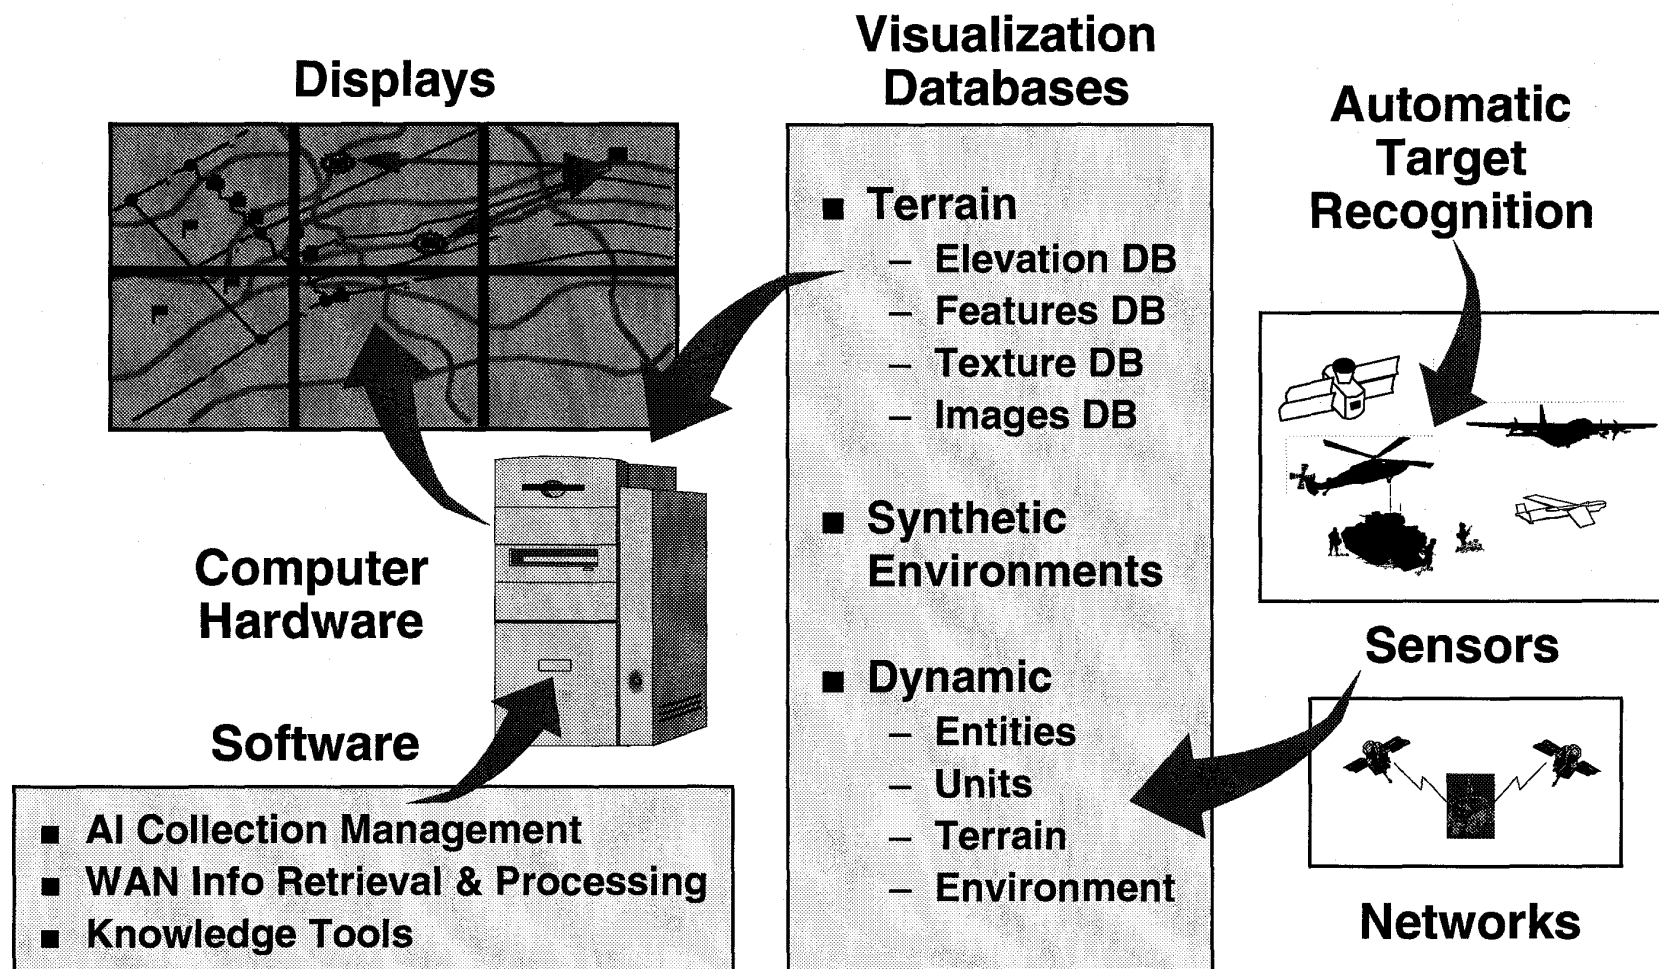 Displays
Visualization
Databases
Automatic
Target
Recognition
■ Terrain
– Elevation DB
– Features DB
– Texture DB
– Images DB
■ Synthetic
Environments
■ Dynamic
– Entities
– Units
– Terrain
– Environment
Computer
Hardware
Software
■ AI Collection Management
■ WAN Info Retrieval & Processing
■ Knowledge Tools
Sensors
Networks